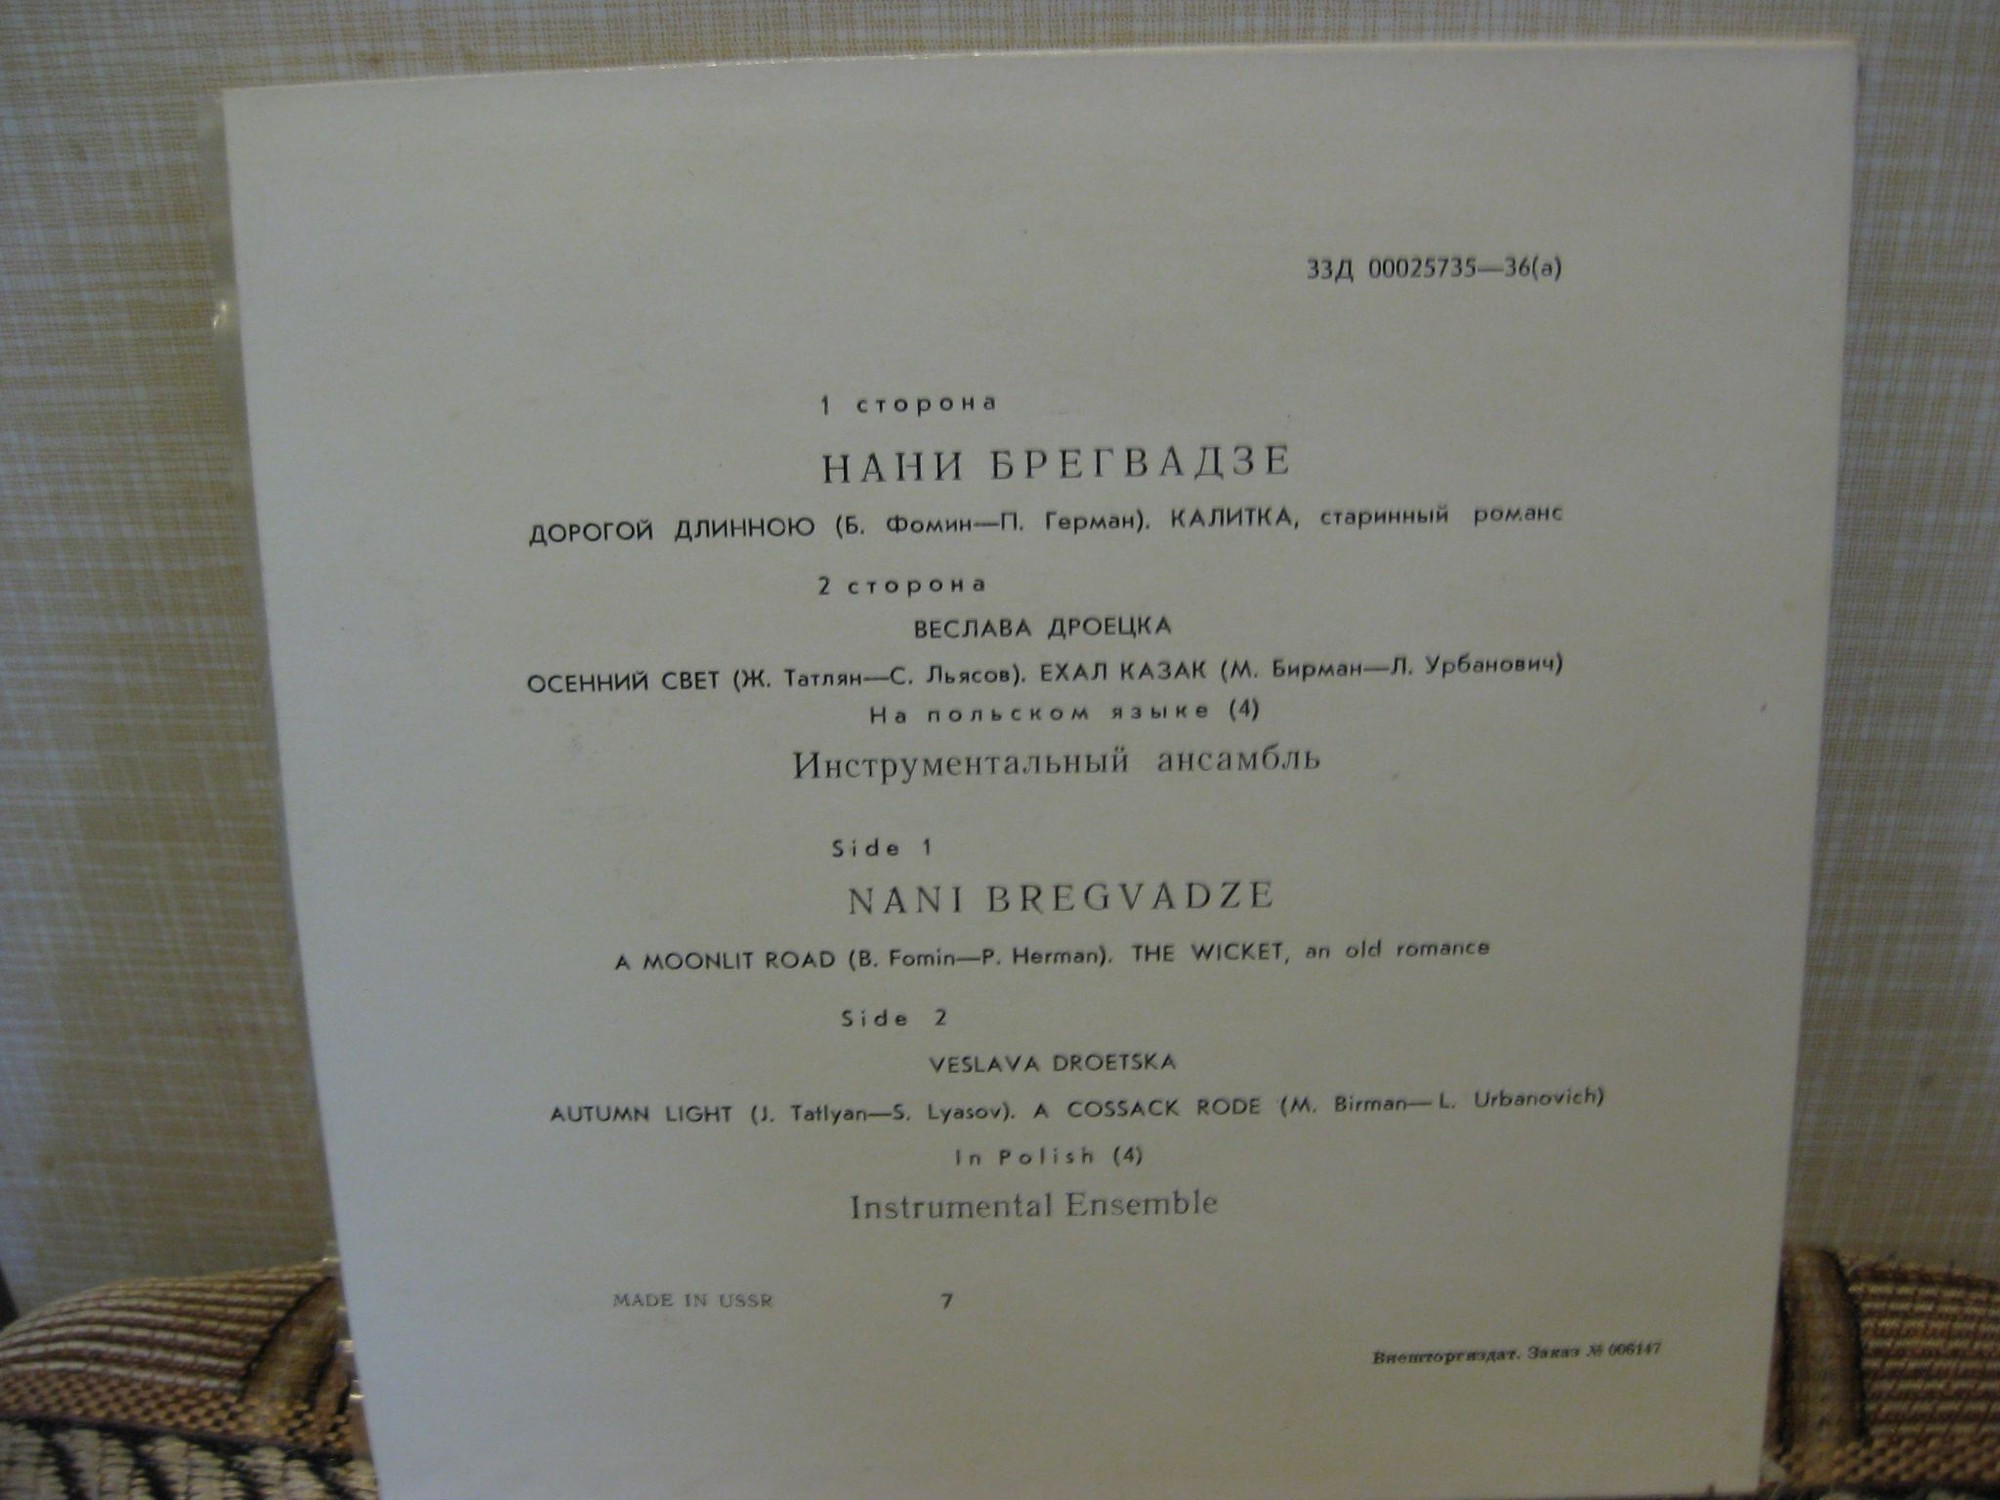 33Д 00025735—36(а)
1 сторона
НАНИ БРЕГВАДЗЕ
ДОРОГОЙ ДЛИННОЮ (Б. Фомин—П. Герман). КАЛИТКА, старинный романс
2 сторона
ВЕСЛАВА ДРОЕЦКА
ОСЕННИЙ СВЕТ (Ж. Татлян—С. Льясов). ЕХАЛ КАЗАК (М. Бирман—Л. Урбанович)
На польском языке (4)
Инструментальный ансамбль
Side 1
NANI BREGVADZE
A MOONLIT ROAD (B. Fomin—P. Herman). THE WICKET, an old romance
Side 2
VESLAVA DROETSKA
AUTUMN LIGHT (J. Tatlyan—S. Lyasov). A COSSACK RODE (M. Birman—L. Urbanovich)
In Polish (4)
Instrumental Ensemble
MADE IN USSR 7
Внешторгиздат. Заказ № 006147